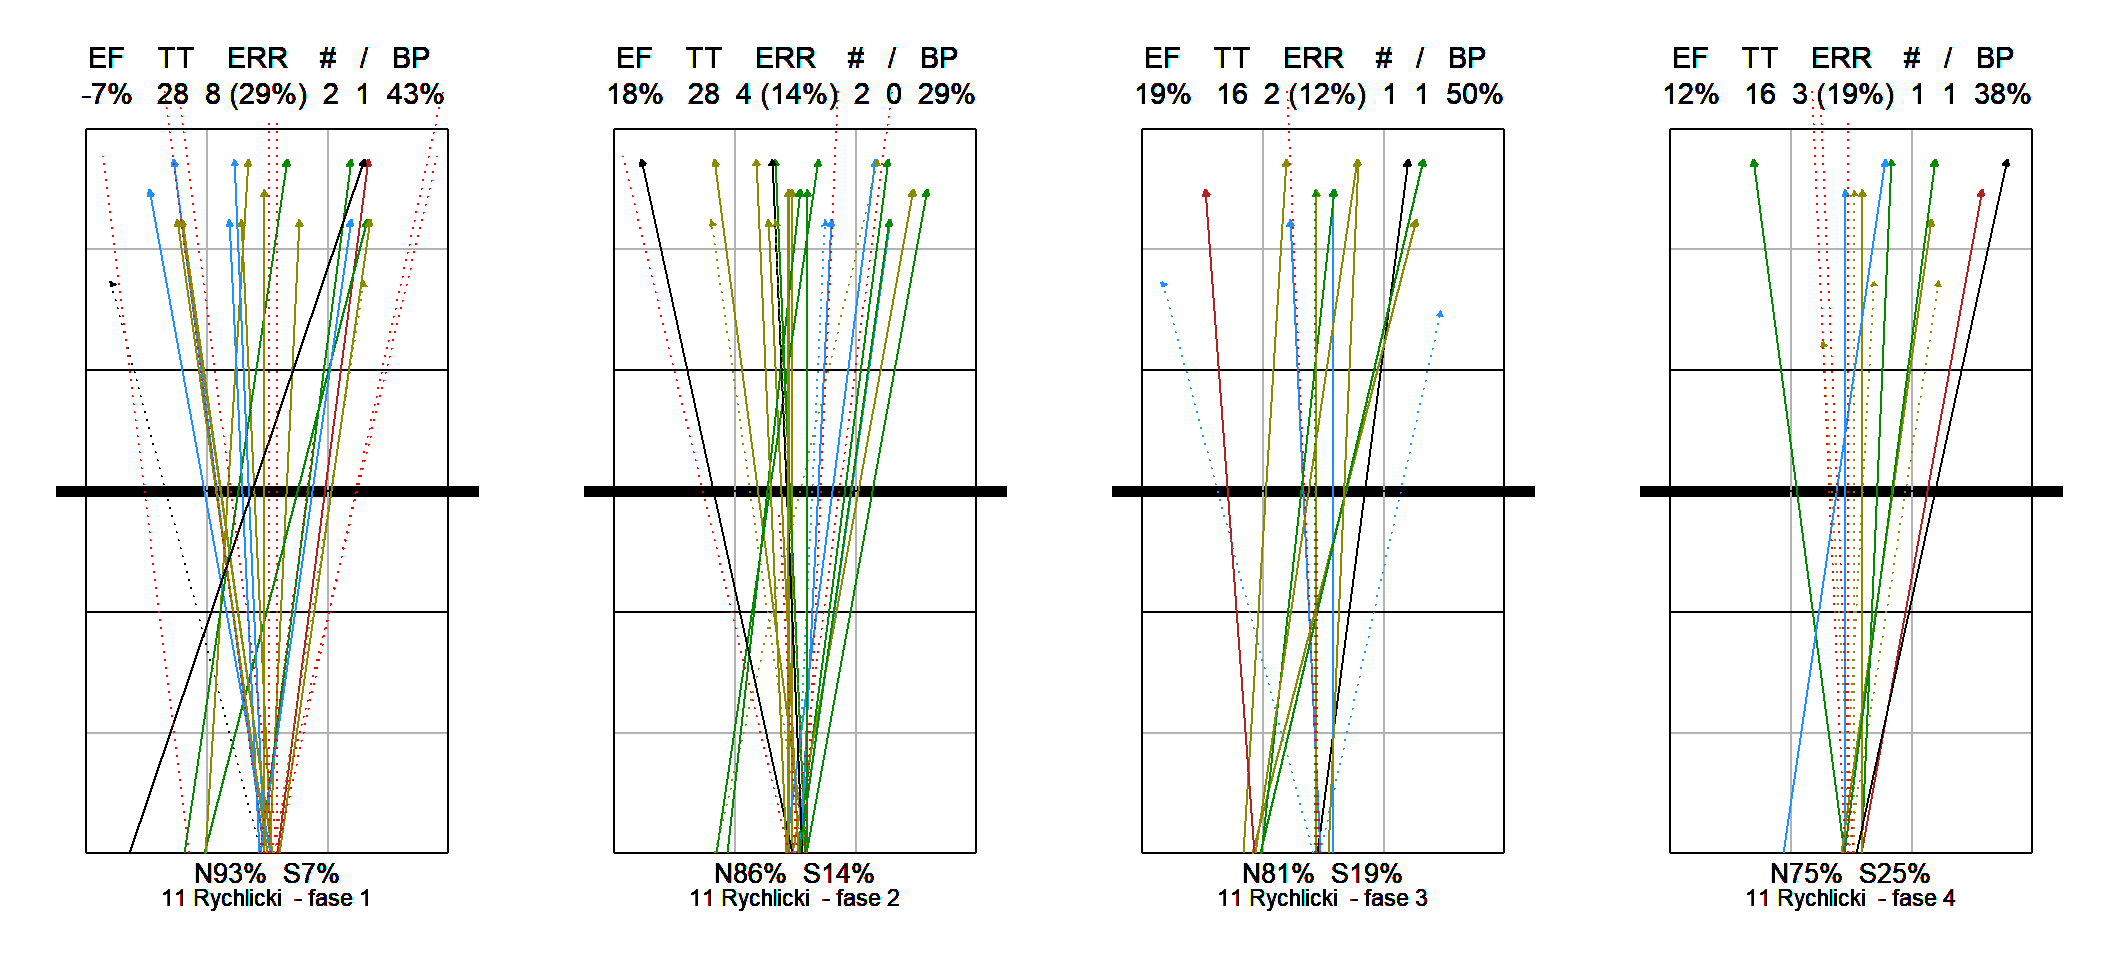 EF TT ERR # / BP
-7% 28 8 (29%) 2 1 43%
N93% S7%
11 Rychlicki - fase 1
EF TT ERR # / BP
18% 28 4 (14%) 2 0 29%
N86% S14%
11 Rychlicki - fase 2
EF TT ERR # / BP
19% 16 2 (12%) 1 1 50%
N81% S19%
11 Rychlicki - fase 3
EF TT ERR # / BP
12% 16 3 (19%) 1 1 38%
N75% S25%
11 Rychlicki - fase 4